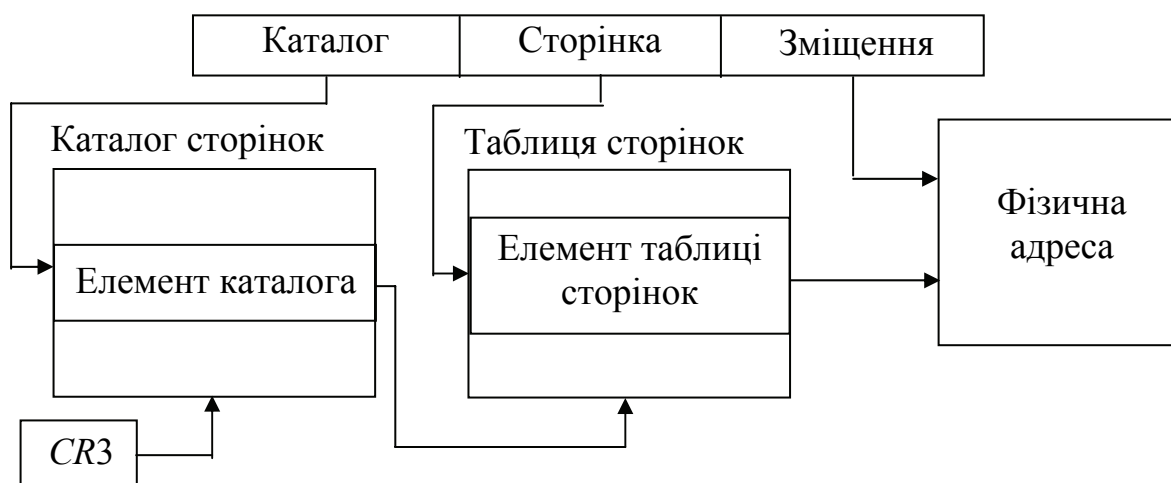 Каталог
Сторінка
Зміщення
Каталог сторінок
Таблиця сторінок
Елемент каталога
Елемент таблиці
сторінок
Фізична
адреса
CR3